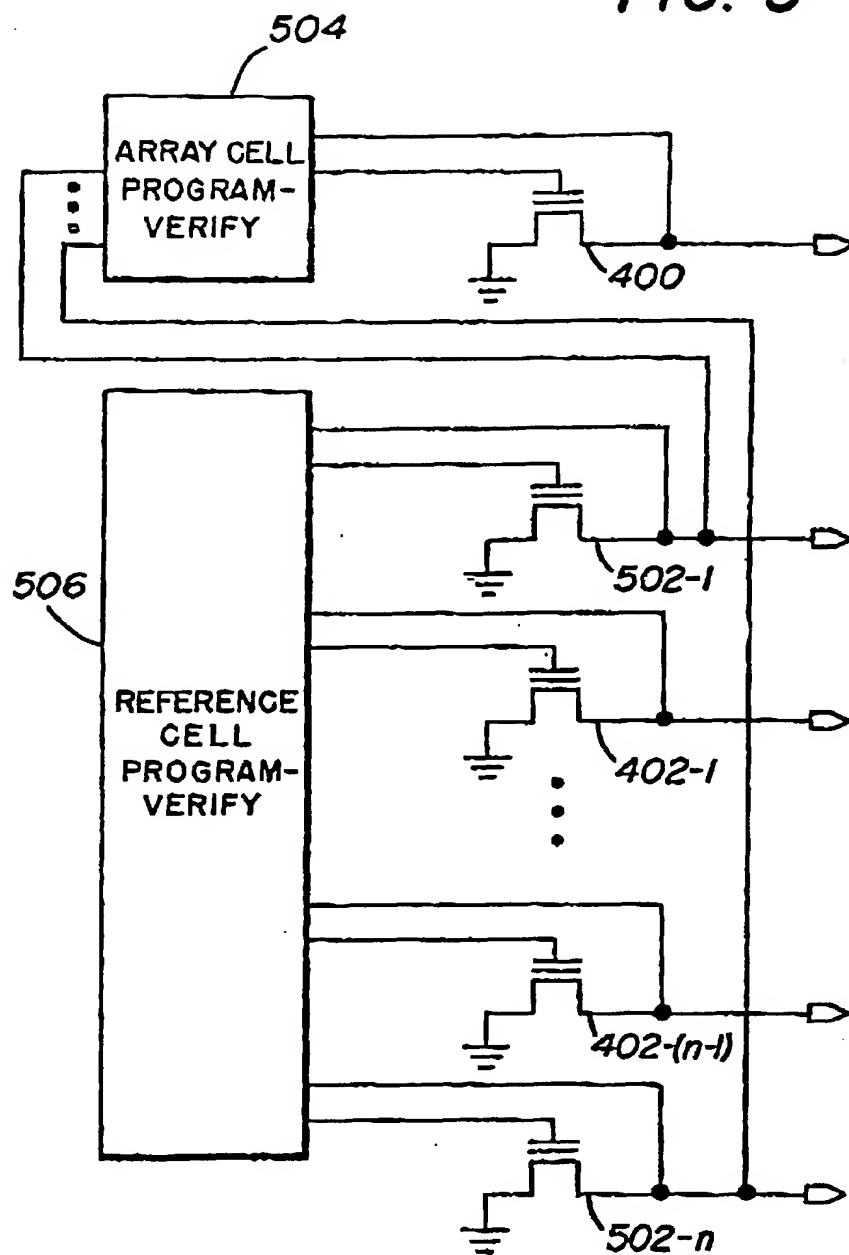 504
ARRAY CELL
PROGRAM-
VERIFY
400
502-1
506
402-1
REFERENCE
CELL
PROGRAM-
VERIFY
402-(n-1)
502-n